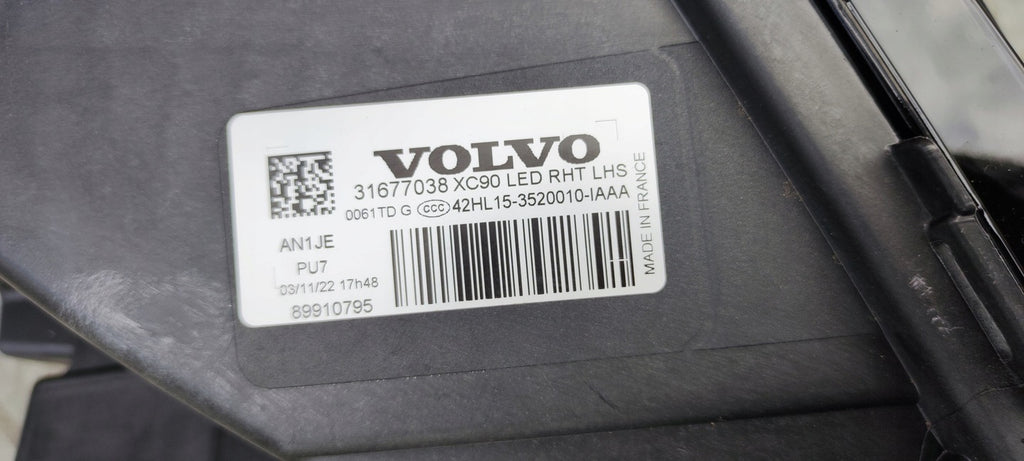 VOLVO
31677038 XC90 LED RHT LHS
0061TD G CCC 42HL15-3520010-IAAA
AN1JE
PU7
03/11/22 17h48
89910795
MADE IN FRANCE